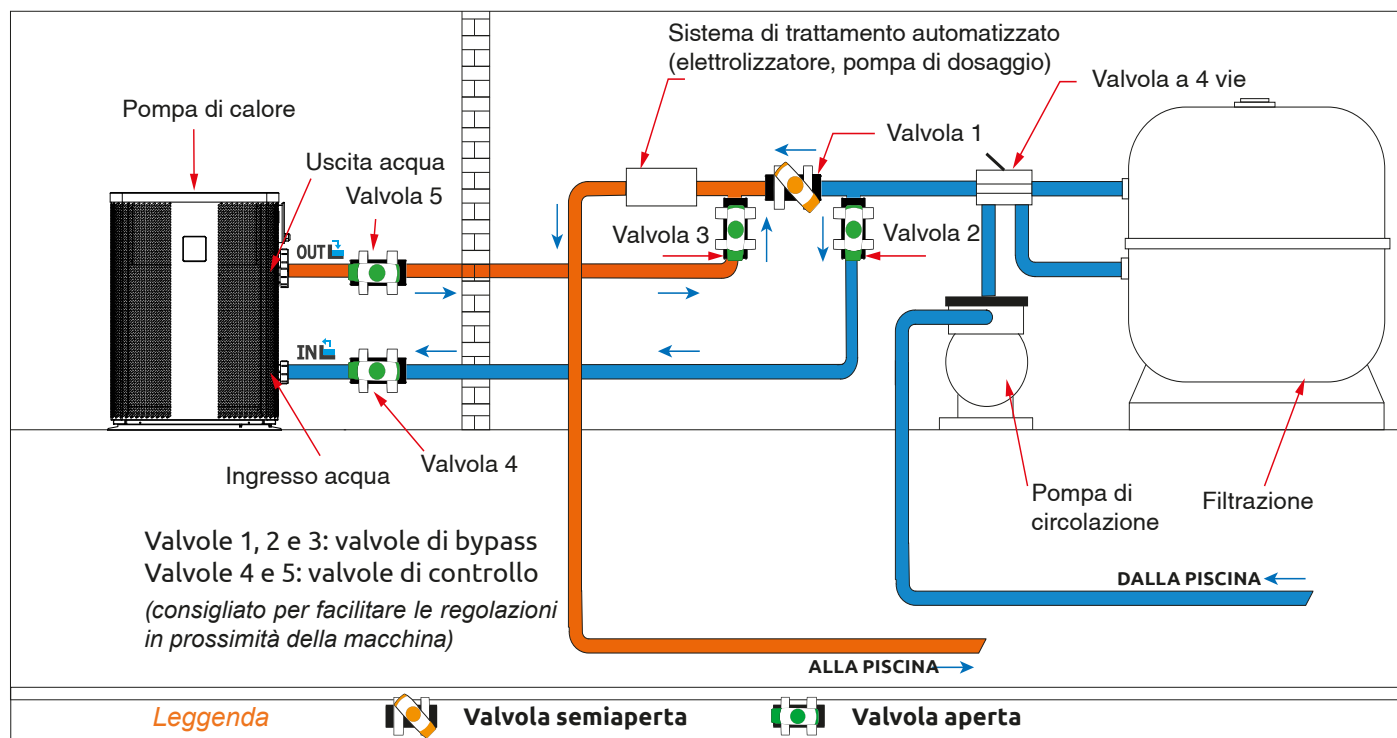 Sistema di trattamento automatizzato
(elettrolizzatore, pompa di dosaggio)
Valvola a 4 vie
Pompa di calore
Valvola 1
Uscita acqua
Valvola 5
Valvola 3
Valvola 2
OUT
IN
Valvola 4
Ingresso acqua
Pompa di
circolazione
Filtrazione
Valvole 1, 2 e 3: valvole di bypass
Valvole 4 e 5: valvole di controllo
(consigliato per facilitare le regolazioni
in prossimità della macchina)
DALLA PISCINA
ALLA PISCINA
Leggenda
Valvola semiaperta
Valvola aperta